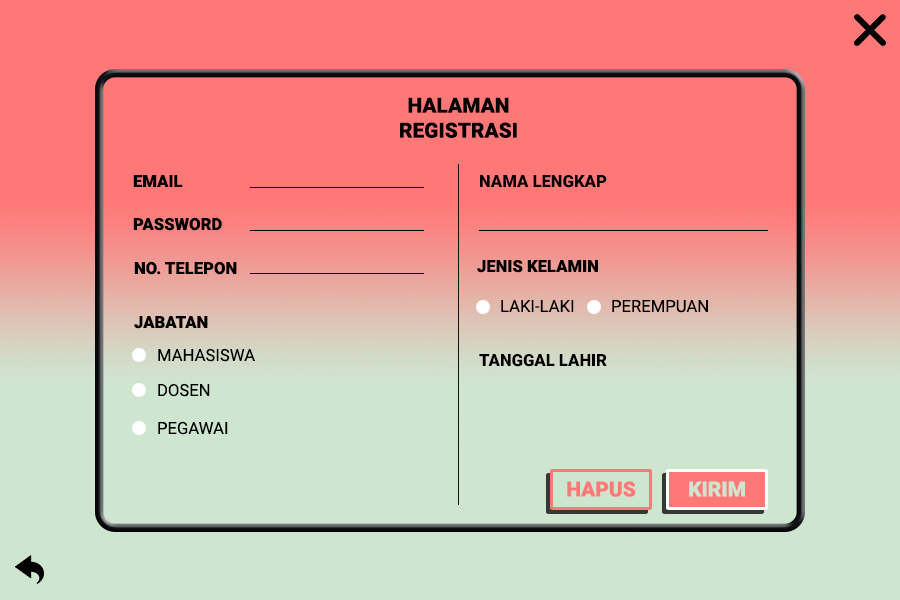 HALAMAN
REGISTRASI
EMAIL
PASSWORD
NO. TELEPON
JABATAN
MAHASISWA
DOSEN
PEGAWAI
NAMA LENGKAP
JENIS KELAMIN
LAKI-LAKI PEREMPUAN
TANGGAL LAHIR
HAPUS KIRIM